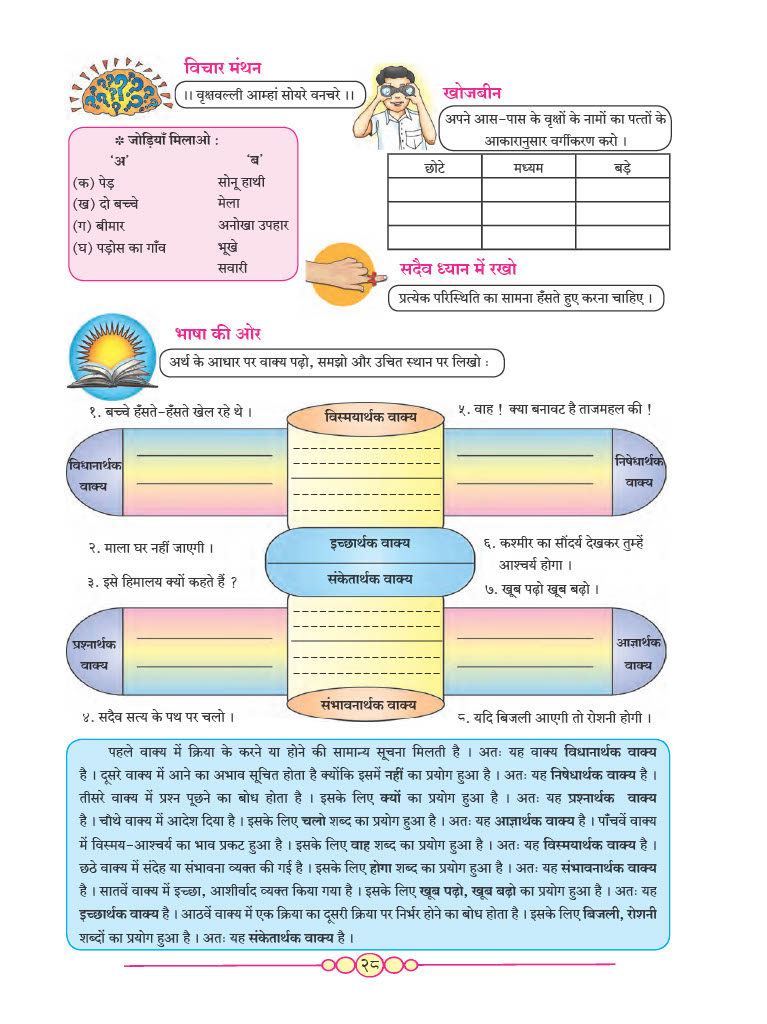 विचार मंथन
।। वृक्षवल्ली आम्हां सोयरे वनचरे ।।
खोजबीन
अपने आस-पास के वृक्षों के नामों का पत्तों के
आकारानुसार वर्गीकरण करो ।
छोटे मध्यम बड़े
❊ जोड़ियाँ मिलाओ :
‘अ’ ‘ब’
(क) पेड़ सोनू हाथी
(ख) दो बच्चे मेला
(ग) बीमार अनोखा उपहार
(घ) पड़ोस का गाँव भूखे
सवारी
सदैव ध्यान में रखो
प्रत्येक परिस्थिति का सामना हँसते हुए करना चाहिए ।
भाषा की ओर
अर्थ के आधार पर वाक्य पढ़ो, समझो और उचित स्थान पर लिखो :
१. बच्चे हँसते-हँसते खेल रहे थे ।
विस्मयार्थक वाक्य
५. वाह ! क्या बनावट है ताजमहल की !
विधानार्थक
वाक्य
निषेधार्थक
वाक्य
२. माला घर नहीं जाएगी ।
इच्छार्थक वाक्य
६. कश्मीर का सौंदर्य देखकर तुम्हें
आश्चर्य होगा ।
३. इसे हिमालय क्यों कहते हैं ?
संकेतार्थक वाक्य
७. खूब पढ़ो खूब बढ़ो ।
प्रश्नार्थक
वाक्य
आज्ञार्थक
वाक्य
४. सदैव सत्य के पथ पर चलो ।
संभावनार्थक वाक्य
८. यदि बिजली आएगी तो रोशनी होगी ।
पहले वाक्य में क्रिया के करने या होने की सामान्य सूचना मिलती है । अतः यह वाक्य विधानार्थक वाक्य
है । दूसरे वाक्य में आने का अभाव सूचित होता है क्योंकि इसमें नहीं का प्रयोग हुआ है । अतः यह निषेधार्थक वाक्य है ।
तीसरे वाक्य में प्रश्न पूछने का बोध होता है । इसके लिए क्यों का प्रयोग हुआ है । अतः यह प्रश्नार्थक वाक्य
है । चौथे वाक्य में आदेश दिया है । इसके लिए चलो शब्द का प्रयोग हुआ है । अतः यह आज्ञार्थक वाक्य है । पाँचवें वाक्य
में विस्मय-आश्चर्य का भाव प्रकट हुआ है । इसके लिए वाह शब्द का प्रयोग हुआ है । अतः यह विस्मयार्थक वाक्य है ।
छठे वाक्य में संदेह या संभावना व्यक्त की गई है । इसके लिए होगा शब्द का प्रयोग हुआ है । अतः यह संभावनार्थक वाक्य
है । सातवें वाक्य में इच्छा, आशीर्वाद व्यक्त किया गया है । इसके लिए खूब पढ़ो, खूब बढ़ो का प्रयोग हुआ है । अतः यह
इच्छार्थक वाक्य है । आठवें वाक्य में एक क्रिया का दूसरी क्रिया पर निर्भर होने का बोध होता है । इसके लिए बिजली, रोशनी
शब्दों का प्रयोग हुआ है । अतः यह संकेतार्थक वाक्य है ।
२८